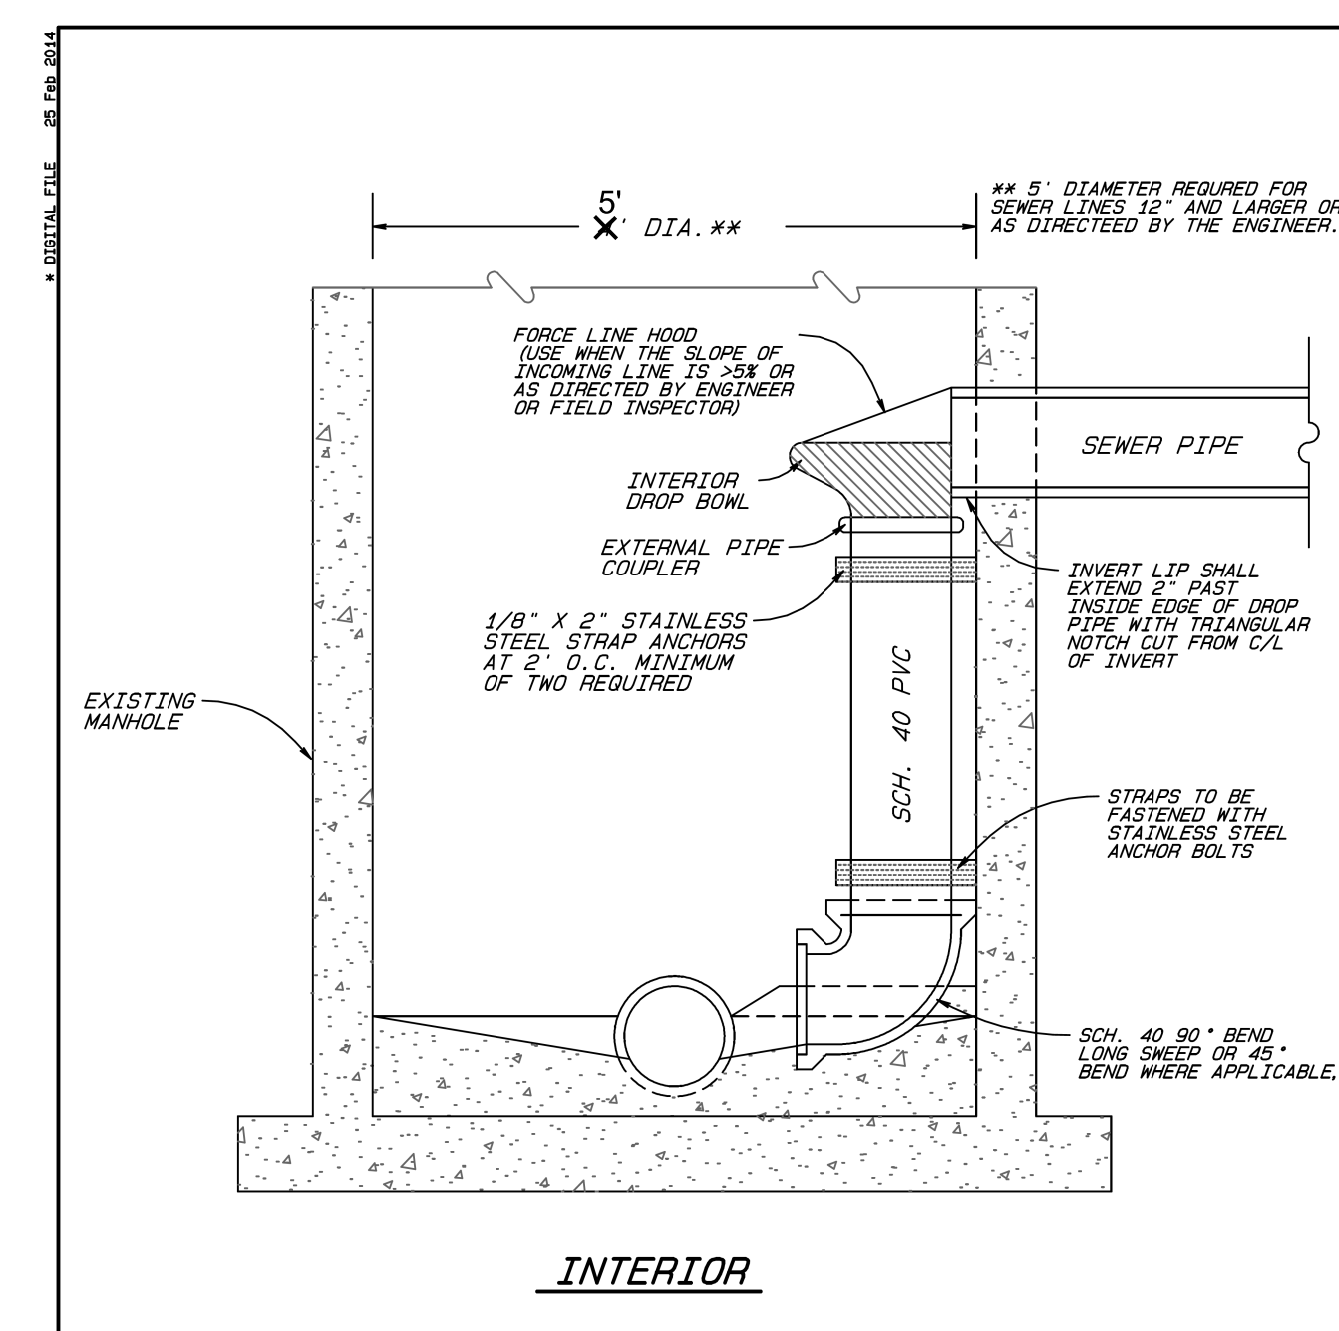 * DIGITAL FILE 25 Feb 2014
5'
' DIA.**
** 5' DIAMETER REQURED FOR
SEWER LINES 12" AND LARGER OR
AS DIRECTEED BY THE ENGINEER.
FORCE LINE HOOD
(USE WHEN THE SLOPE OF
INCOMING LINE IS >5% OR
AS DIRECTED BY ENGINEER
OR FIELD INSPECTOR)
SEWER PIPE
INTERIOR
DROP BOWL
EXTERNAL PIPE
COUPLER
INVERT LIP SHALL
EXTEND 2" PAST
INSIDE EDGE OF DROP
PIPE WITH TRIANGULAR
NOTCH CUT FROM C/L
OF INVERT
1/8" X 2" STAINLESS
STEEL STRAP ANCHORS
AT 2' O.C. MINIMUM
OF TWO REQUIRED
SCH. 40 PVC
EXISTING
MANHOLE
STRAPS TO BE
FASTENED WITH
STAINLESS STEEL
ANCHOR BOLTS
SCH. 40 90° BEND
LONG SWEEP OR 45°
BEND WHERE APPLICABLE,
INTERIOR